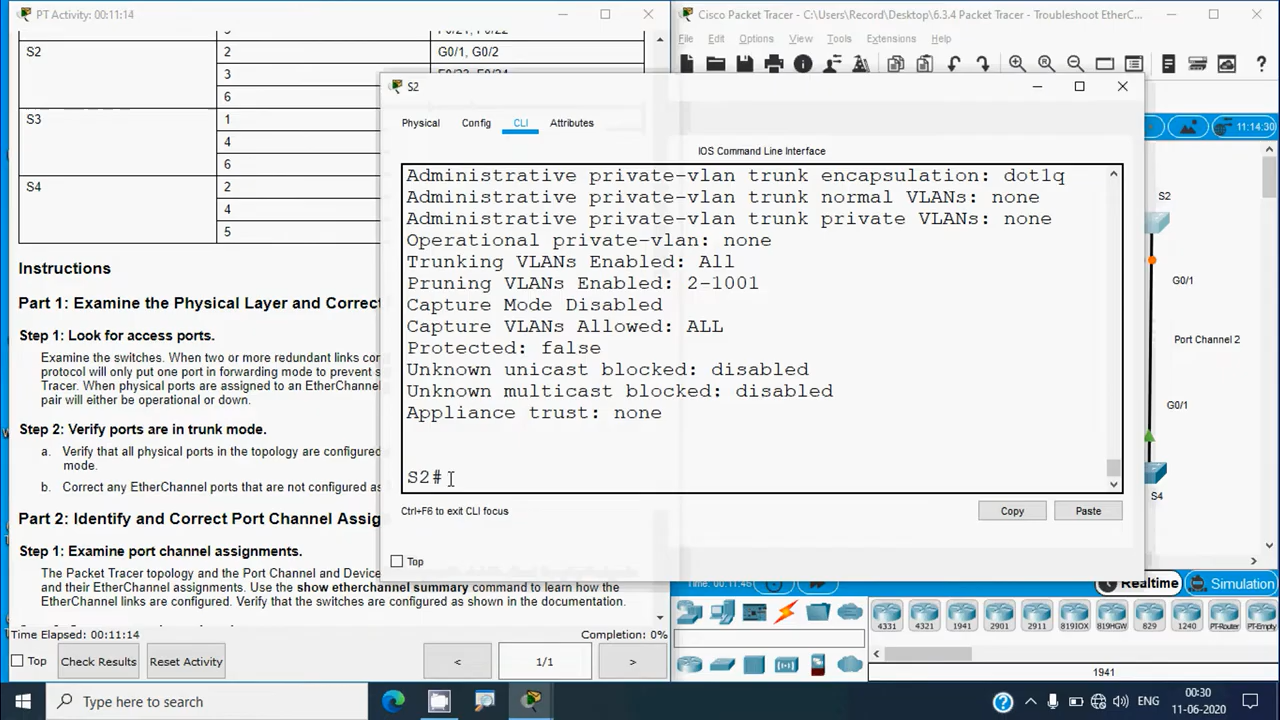 PT Activity: 00:11:14
Cisco Packet Tracer - C:\Users\Record\Desktop\6.3.4 Packet Tracer - Troubleshoot EtherC...
File Edit Options View Tools Extensions Help
S2 2 G0/1, G0/2
3 F0/23, F0/24
6
S3 1
4
6
S4 2
4
5
Instructions
Part 1: Examine the Physical Layer and Correct
Step 1: Look for access ports.
Examine the switches. When two or more redundant links con
protocol will only put one port in forwarding mode to prevent s
Tracer. When physical ports are assigned to an EtherChannel
pair will either be operational or down.
Step 2: Verify ports are in trunk mode.
a. Verify that all physical ports in the topology are configured
mode.
b. Correct any EtherChannel ports that are not configured as
Part 2: Identify and Correct Port Channel Assig
Step 1: Examine port channel assignments.
The Packet Tracer topology and the Port Channel and Device
and their EtherChannel assignments. Use the show etherchannel summary command to learn how the
EtherChannel links are configured. Verify that the switches are configured as shown in the documentation.
Time Elapsed: 00:11:14 Completion: 0%
Top Check Results Reset Activity < 1/1 >
S2
Physical Config CLI Attributes
IOS Command Line Interface
Administrative private-vlan trunk encapsulation: dot1q
Administrative private-vlan trunk normal VLANs: none
Administrative private-vlan trunk private VLANs: none
Operational private-vlan: none
Trunking VLANs Enabled: All
Pruning VLANs Enabled: 2-1001
Capture Mode Disabled
Capture VLANs Allowed: ALL
Protected: false
Unknown unicast blocked: disabled
Unknown multicast blocked: disabled
Appliance trust: none
S2#
Ctrl+F6 to exit CLI focus
Copy Paste
Top
11:14:30
S2
G0/1
Port Channel 2
G0/1
S4
Time: 00:11:45
Realtime Simulation
4331 4321 1941 2901 2911 819IOX 819HGW 829 1240 PT-Router PT-Empty
1941
Type here to search
ENG
00:30
11-06-2020